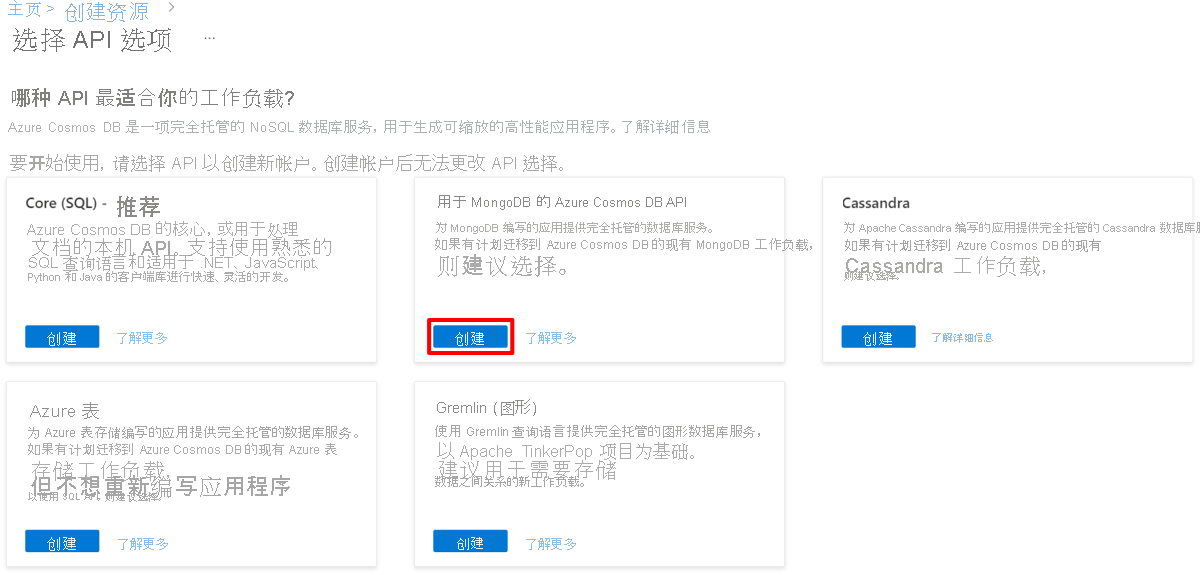 主页 > 创建资源 >
选择 API 选项 ...
哪种 API 最适合你的工作负载?
Azure Cosmos DB 是一项完全托管的 NoSQL 数据库服务，用于生成可缩放的高性能应用程序。了解详细信息
要开始使用，请选择 API 以创建新帐户。创建帐户后无法更改 API 选择。
Core (SQL) - 推荐
Azure Cosmos DB 的核心，或用于处理
文档的本机 API。支持使用熟悉的
SQL 查询语言和适用于 .NET、JavaScript、
Python 和 Java 的客户端库进行快速、灵活的开发。
创建 了解更多
用于 MongoDB 的 Azure Cosmos DB API
为 MongoDB 编写的应用提供完全托管的数据库服务。
如果有计划迁移到 Azure Cosmos DB 的现有 MongoDB 工作负载，
则建议选择。
创建 了解更多
Cassandra
为 Apache Cassandra 编写的应用提供完全托管的 Cassandra 数据库
如果有计划迁移到 Azure Cosmos DB 的现有
Cassandra 工作负载，
则建议选择。
创建 了解详细信息
Azure 表
为 Azure 表存储编写的应用提供完全托管的数据库服务。
如果有计划迁移到 Azure Cosmos DB 的现有 Azure 表
存储工作负载，
但不想重新编写应用程序
以使用 SQL API，则建议选择。
创建 了解更多
Gremlin (图形)
使用 Gremlin 查询语言提供完全托管的图形数据库服务，
以 Apache TinkerPop 项目为基础。
建议用于需要存储
数据之间关系的新工作负载。
创建 了解更多